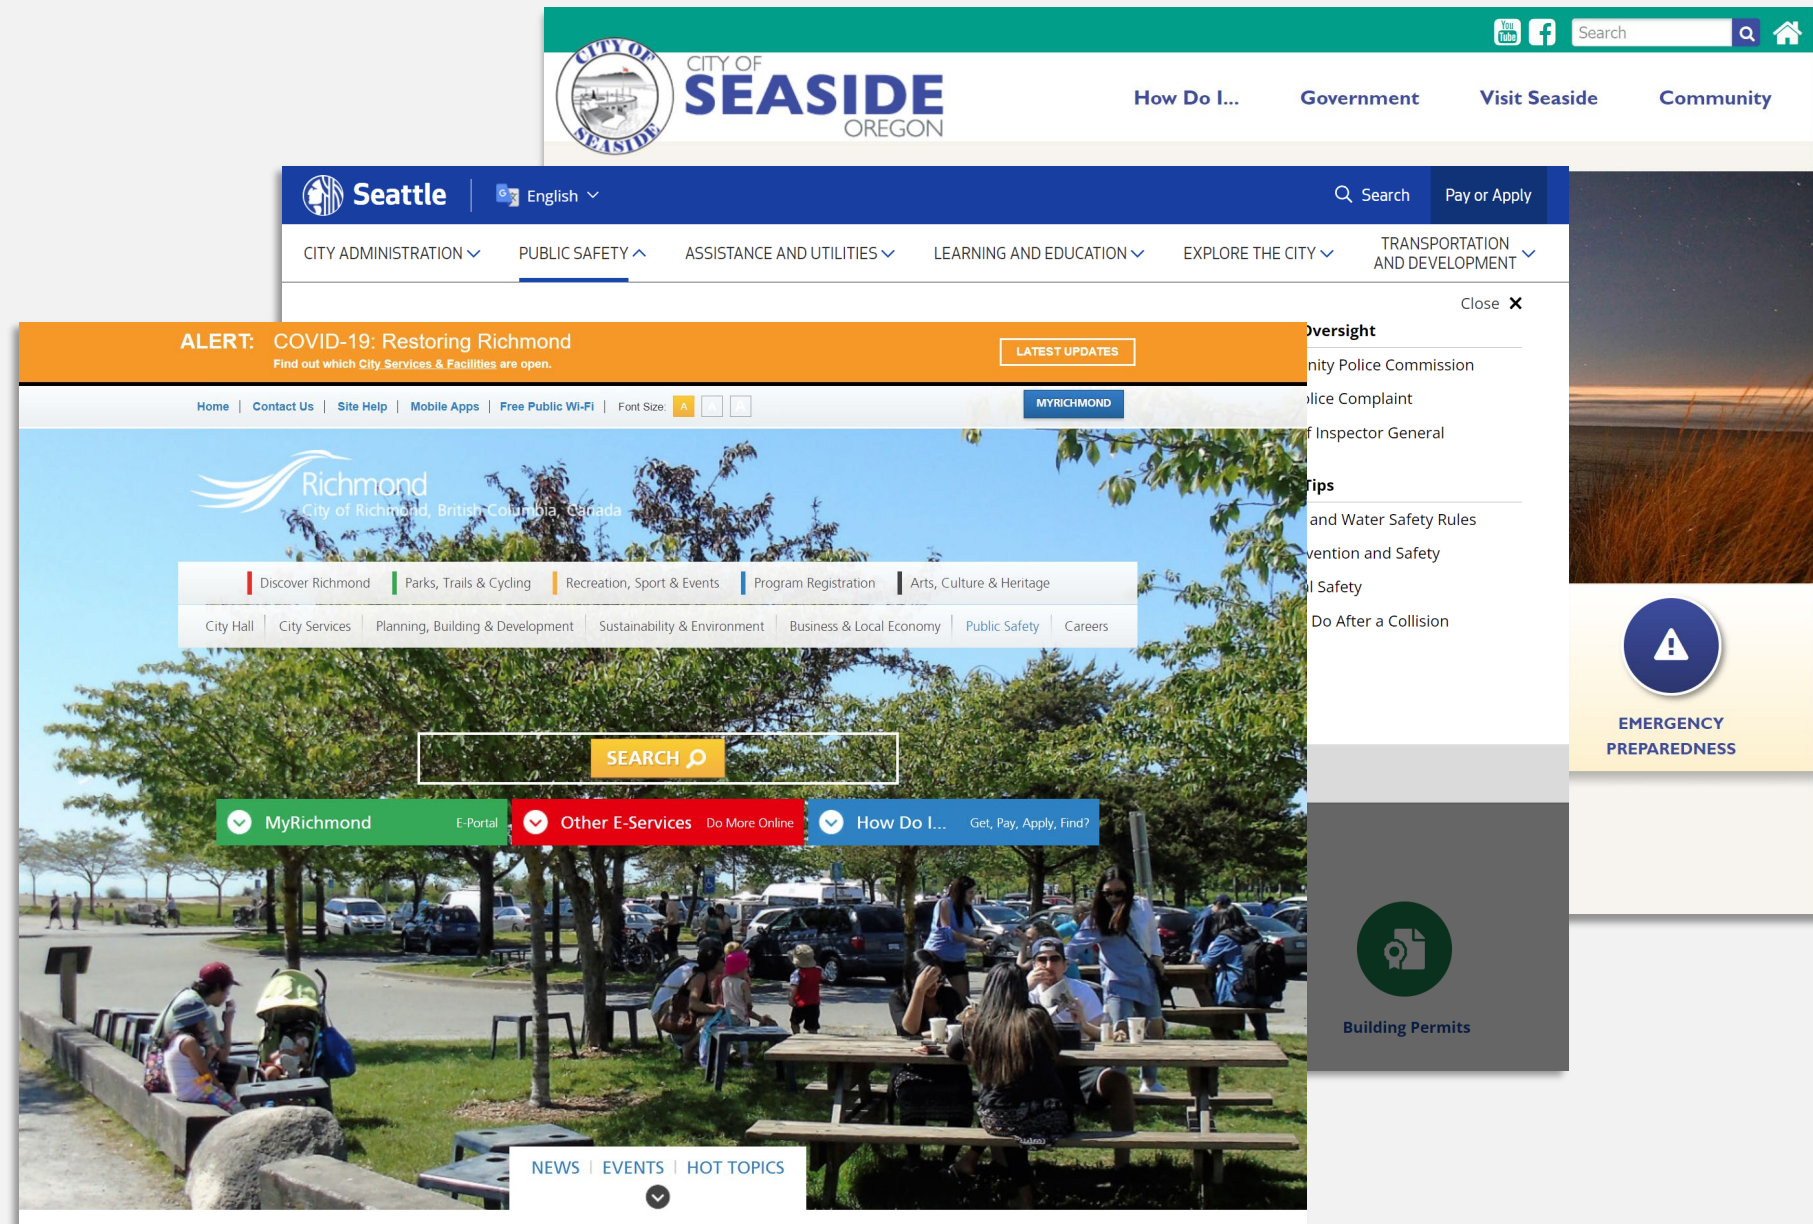 You
Tube
Search
CITY OF
SEASIDE
CITY OF
SEASIDE
OREGON
How Do I... Government Visit Seaside Community
Seattle English Search Pay or Apply
CITY ADMINISTRATION PUBLIC SAFETY ASSISTANCE AND UTILITIES LEARNING AND EDUCATION EXPLORE THE CITY TRANSPORTATION
AND DEVELOPMENT
Close
Oversight
nity Police Commission
lice Complaint
f Inspector General
Tips
and Water Safety Rules
vention and Safety
l Safety
Do After a Collision
EMERGENCY
PREPAREDNESS
Building Permits
ALERT: COVID-19: Restoring Richmond
Find out which City Services & Facilities are open.
LATEST UPDATES
Home | Contact Us | Site Help | Mobile Apps | Free Public Wi-Fi | Font Size: A A A
MYRICHMOND
Richmond
City of Richmond, British Columbia, Canada
Discover Richmond Parks, Trails & Cycling Recreation, Sport & Events Program Registration Arts, Culture & Heritage
City Hall City Services Planning, Building & Development Sustainability & Environment Business & Local Economy Public Safety Careers
SEARCH
MyRichmond E-Portal Other E-Services Do More Online How Do I... Get, Pay, Apply, Find?
NEWS | EVENTS | HOT TOPICS